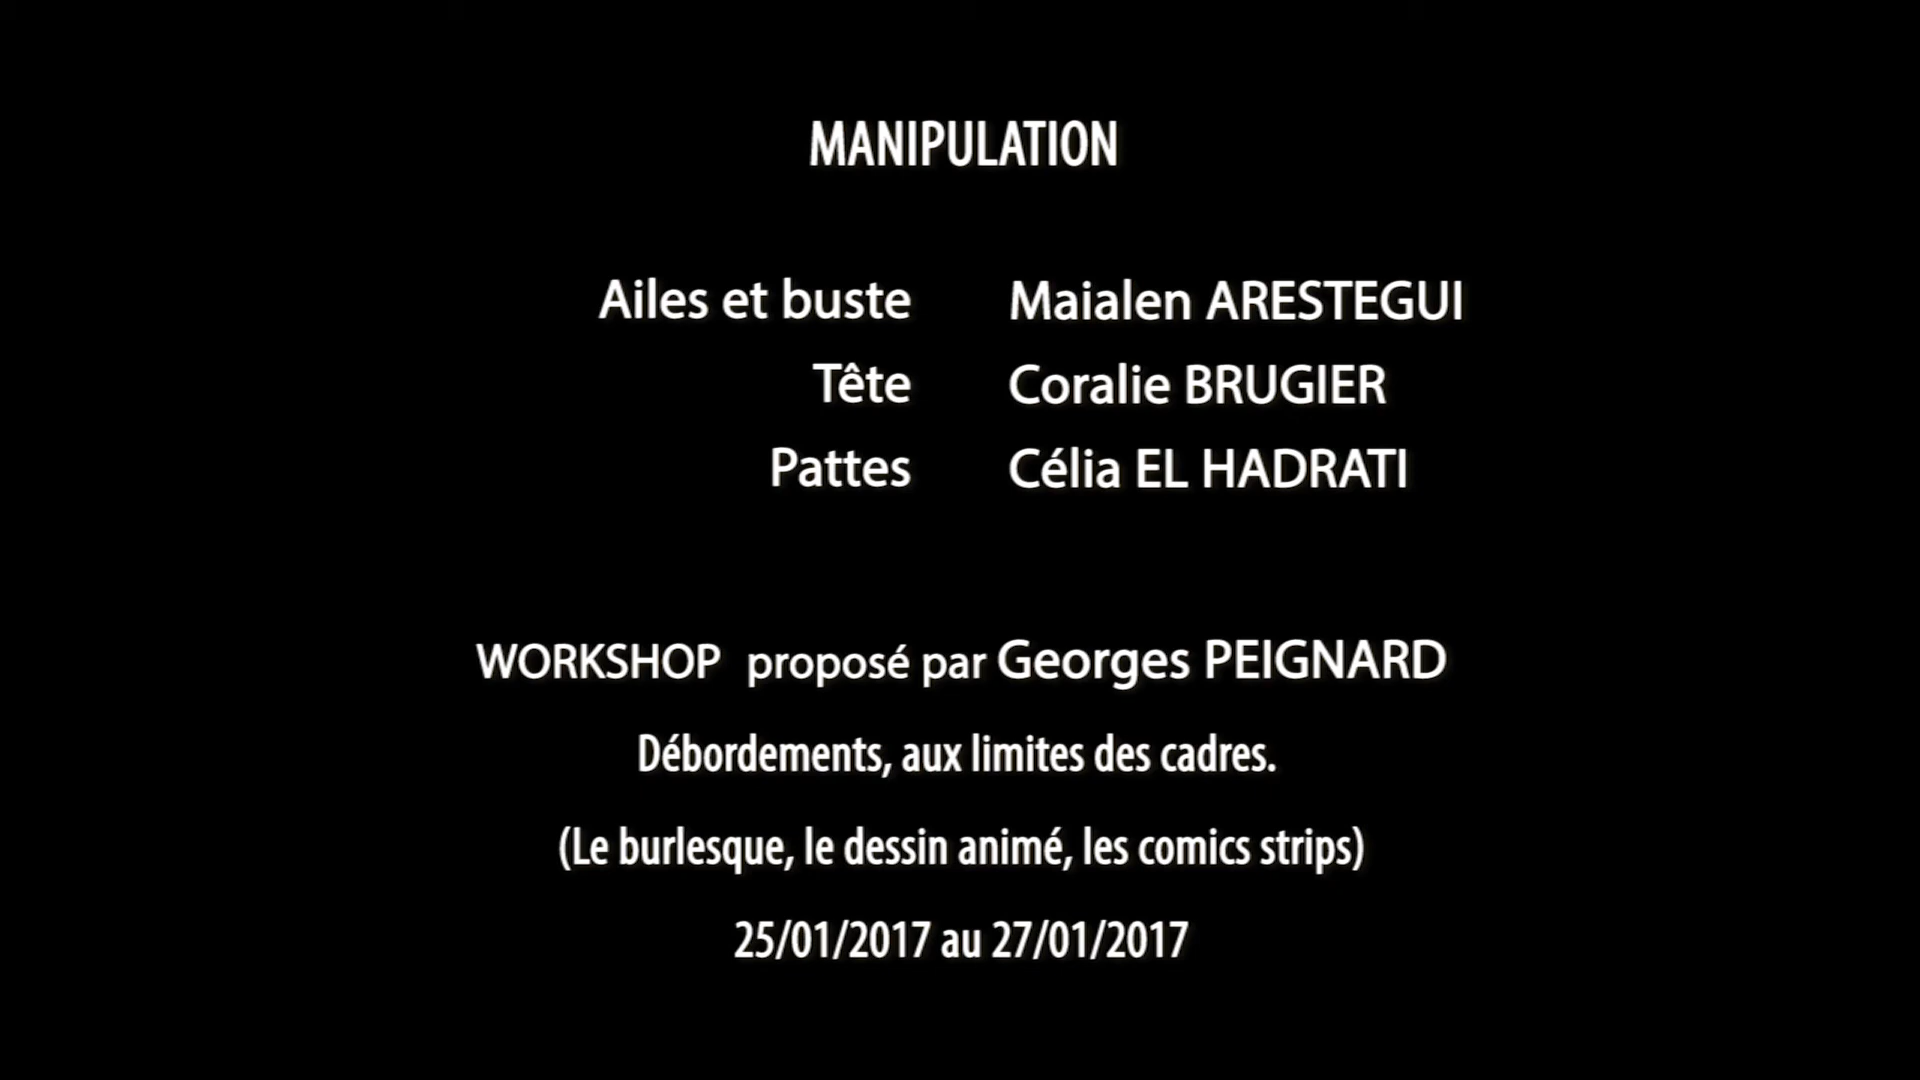 MANIPULATION
Ailes et buste Maialen ARESTEGUI
Tête Coralie BRUGIER
Pattes Célia EL HADRATI
WORKSHOP proposé par Georges PEIGNARD
Débordements, aux limites des cadres.
(Le burlesque, le dessin animé, les comics strips)
25/01/2017 au 27/01/2017